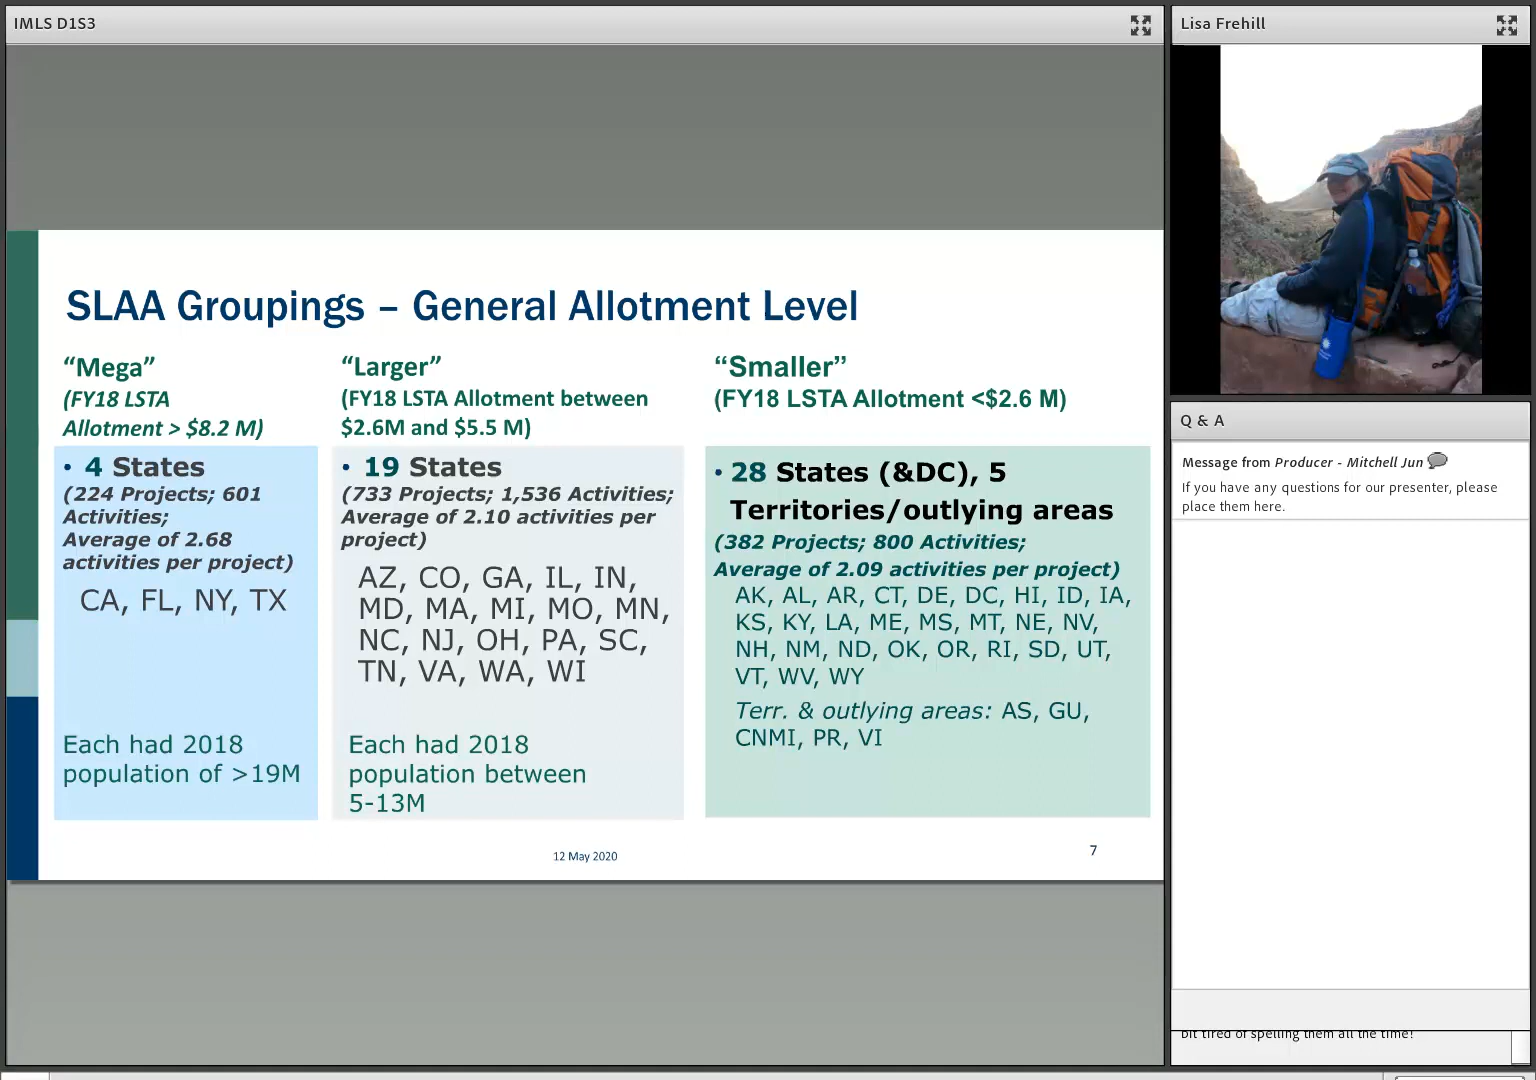 IMLS D1S3
SLAA Groupings – General Allotment Level
“Mega”
(FY18 LSTA
Allotment > $8.2 M)
• 4 States
(224 Projects; 601
Activities;
Average of 2.68
activities per project)
CA, FL, NY, TX
Each had 2018
population of >19M
“Larger”
(FY18 LSTA Allotment between
$2.6M and $5.5 M)
• 19 States
(733 Projects; 1,536 Activities;
Average of 2.10 activities per
project)
AZ, CO, GA, IL, IN,
MD, MA, MI, MO, MN,
NC, NJ, OH, PA, SC,
TN, VA, WA, WI
Each had 2018
population between
5-13M
“Smaller”
(FY18 LSTA Allotment <$2.6 M)
• 28 States (&DC), 5
Territories/outlying areas
(382 Projects; 800 Activities;
Average of 2.09 activities per project)
AK, AL, AR, CT, DE, DC, HI, ID, IA,
KS, KY, LA, ME, MS, MT, NE, NV,
NH, NM, ND, OK, OR, RI, SD, UT,
VT, WV, WY
Terr. & outlying areas: AS, GU,
CNMI, PR, VI
12 May 2020
7
Lisa Frehill
Q & A
Message from Producer - Mitchell Jun
If you have any questions for our presenter, please
place them here.
bit tired of spelling them all the time!